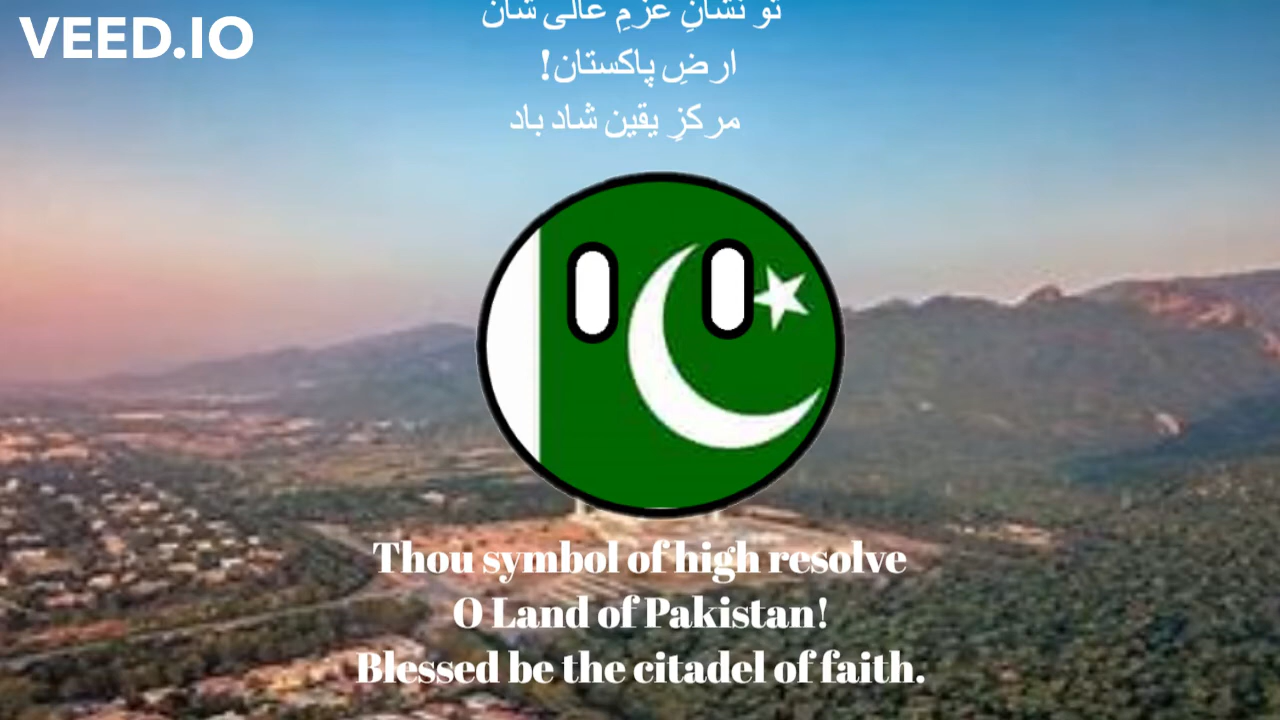 VEED.IO
تو نشانِ عزمِ عالی شان
ارضِ پاکستان!
مرکزِ یقین شاد باد
Thou symbol of high resolve
O Land of Pakistan!
Blessed be the citadel of faith.